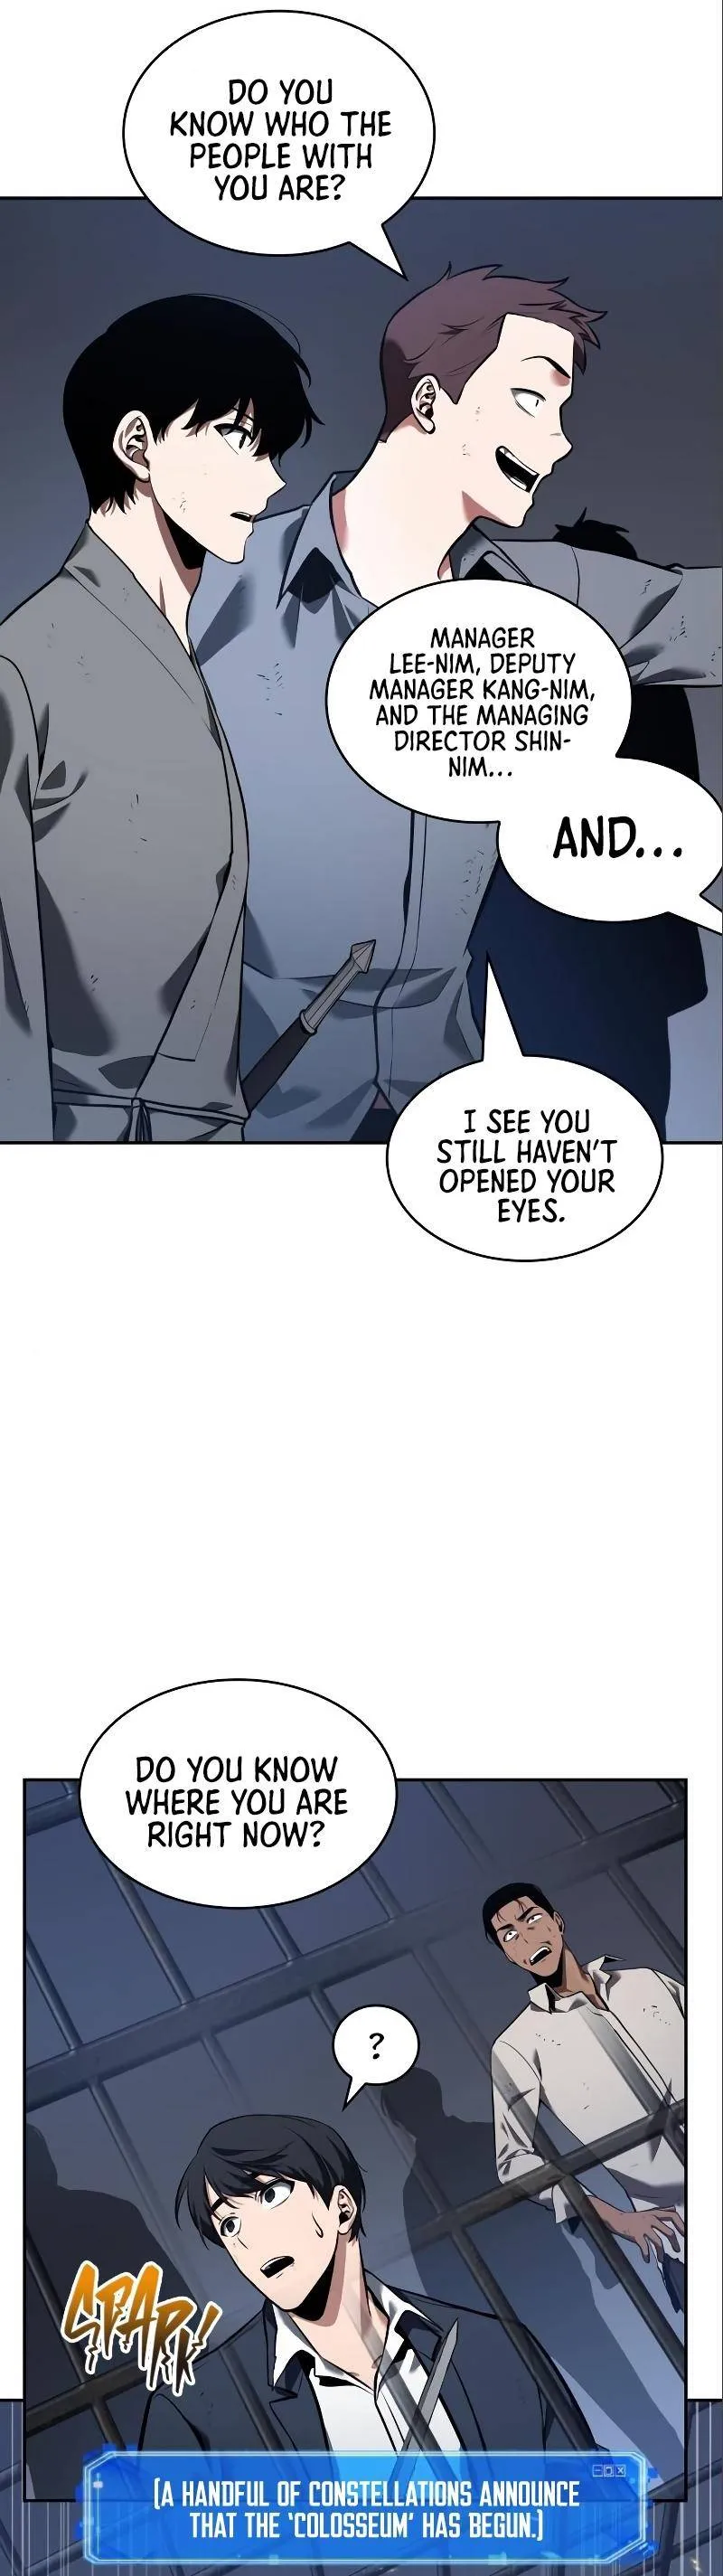 DO YOU
KNOW WHO THE
PEOPLE WITH
YOU ARE?
MANAGER
LEE-NIM, DEPUTY
MANAGER KANG-NIM,
AND THE MANAGING
DIRECTOR SHIN-
NIM...
AND...
I SEE YOU
STILL HAVEN'T
OPENED YOUR
EYES.
DO YOU KNOW
WHERE YOU ARE
RIGHT NOW?
?
SPARK!
[A HANDFUL OF CONSTELLATIONS ANNOUNCE
THAT THE 'COLOSSEUM' HAS BEGUN.]